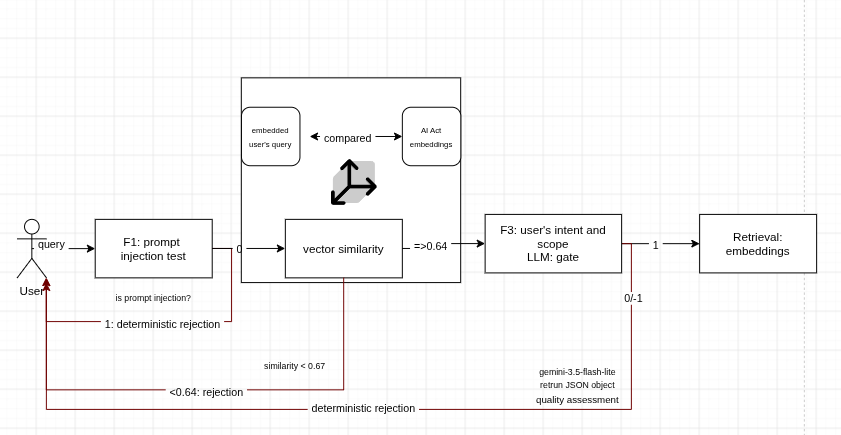 embedded
user's query
compared
AI Act
embeddings
query
F1: prompt
injection test
0
vector similarity
=>0.64
F3: user's intent and
scope
LLM: gate
1
Retrieval:
embeddings
User
is prompt injection?
0/-1
1: deterministic rejection
similarity < 0.67
gemini-3.5-flash-lite
retrun JSON object
quality assessment
<0.64: rejection
deterministic rejection